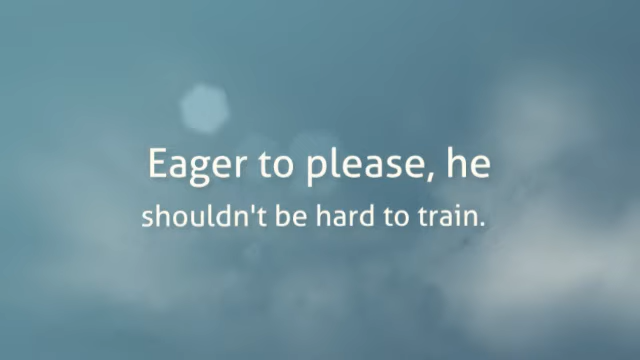 Eager to please, he
shouldn't be hard to train.